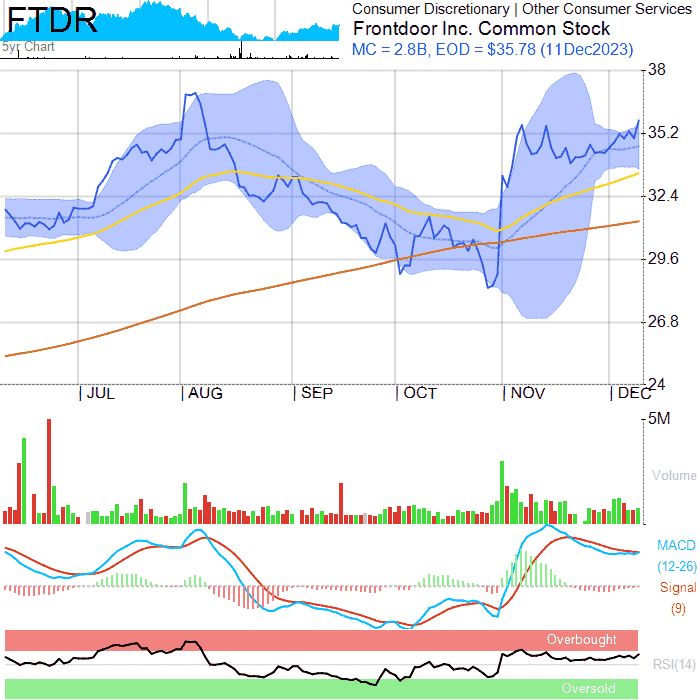 FTDR
5yr Chart
Consumer Discretionary | Other Consumer Services
Frontdoor Inc. Common Stock
MC = 2.8B, EOD = $35.78 (11Dec2023)
38
35.2
32.4
29.6
26.8
24
| JUL | AUG | SEP | OCT | NOV | DEC
5M
Volume
MACD
(12-26)
Signal
(9)
Overbought
RSI(14)
Oversold